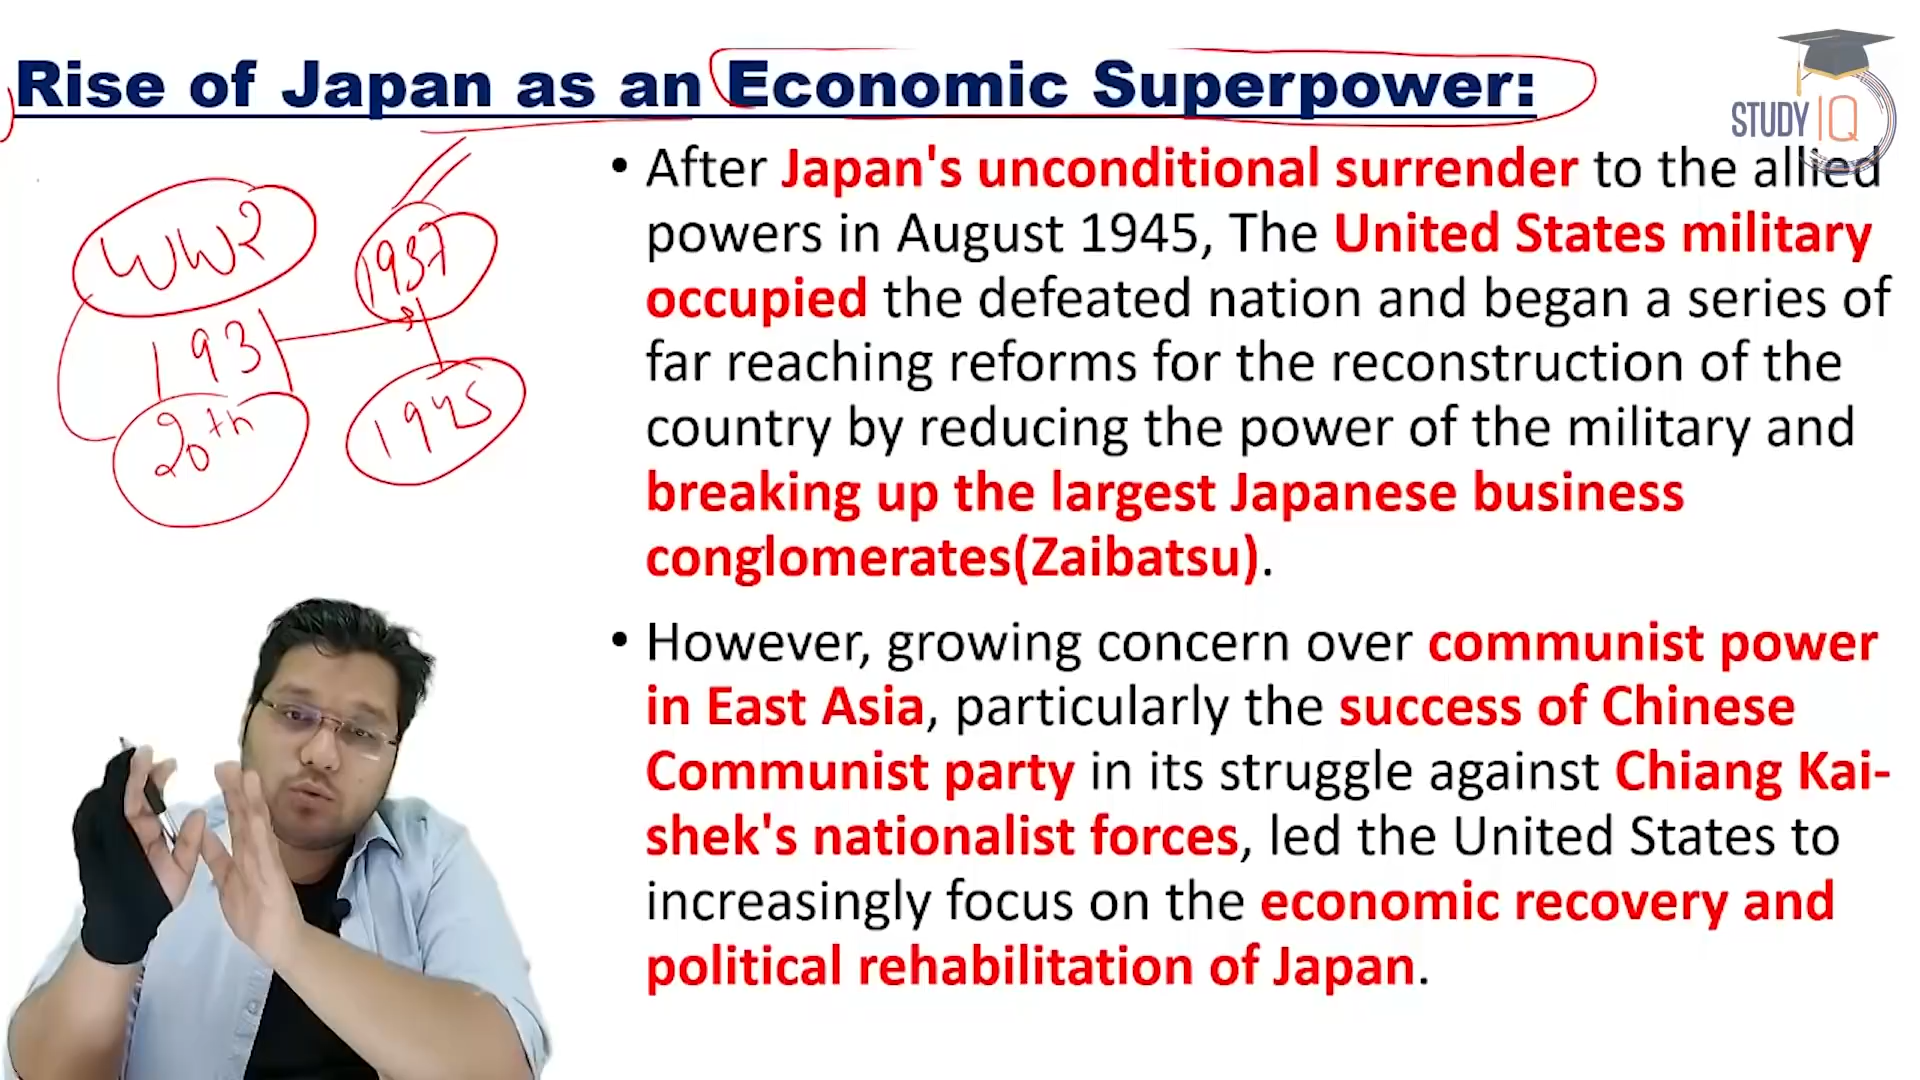 Rise of Japan as an Economic Superpower:
STUDY IQ
• After Japan's unconditional surrender to the allied
powers in August 1945, The United States military
occupied the defeated nation and began a series of
far reaching reforms for the reconstruction of the
country by reducing the power of the military and
breaking up the largest Japanese business
conglomerates(Zaibatsu).
• However, growing concern over communist power
in East Asia, particularly the success of Chinese
Communist party in its struggle against Chiang Kai-
shek's nationalist forces, led the United States to
increasingly focus on the economic recovery and
political rehabilitation of Japan.
WW2
1937
1931
1945
20th